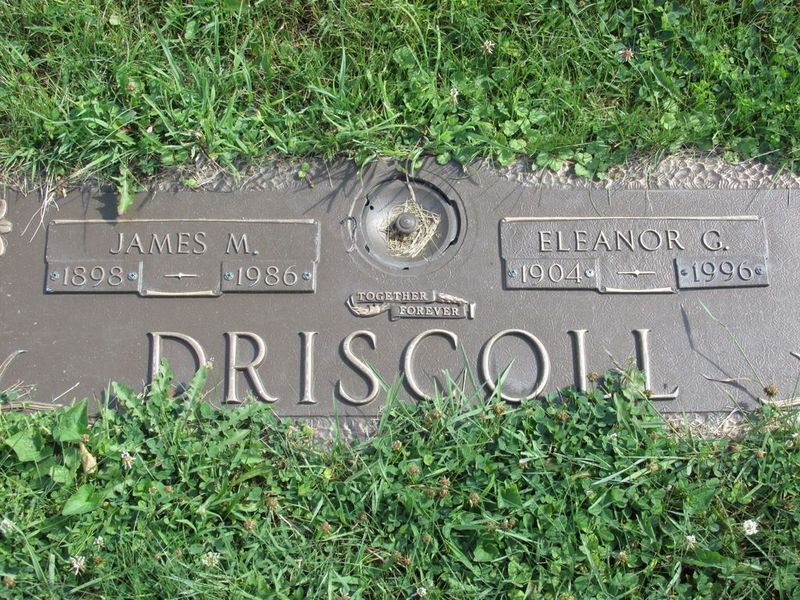 JAMES M.
1898 1986
ELEANOR G.
1904 1996
TOGETHER
FOREVER
DRISCOLL